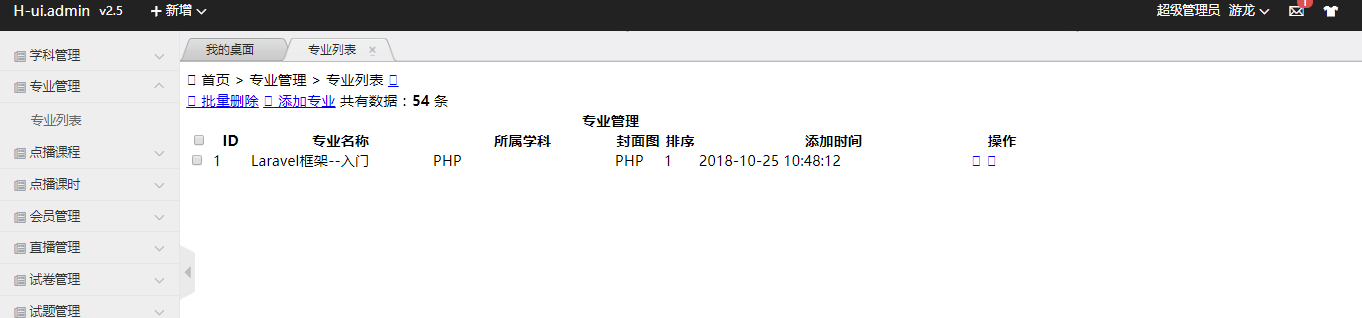 H-ui.admin v2.5 新增 超级管理员 游龙 1
学科管理
专业管理
专业列表
点播课程
点播课时
会员管理
直播管理
试卷管理
试题管理
我的桌面 专业列表
首页 > 专业管理 > 专业列表
批量删除 添加专业 共有数据：54 条
专业管理
ID 专业名称 所属学科 封面图 排序 添加时间 操作
1 Laravel框架--入门 PHP PHP 1 2018-10-25 10:48:12